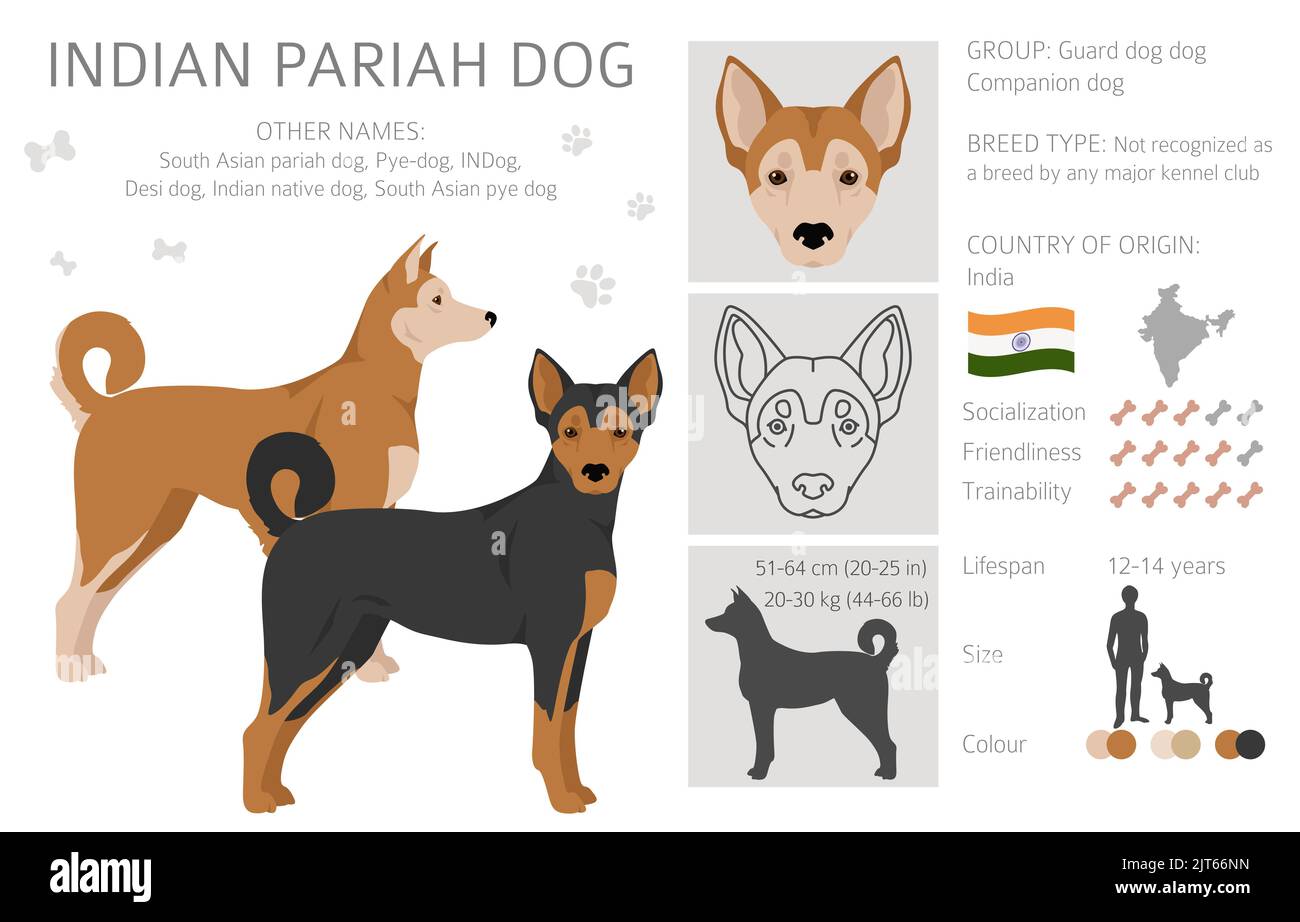 INDIAN PARIAH DOG
OTHER NAMES:
South Asian pariah dog, Pye-dog, INDog,
Desi dog, Indian native dog, South Asian pye dog
GROUP: Guard dog dog
Companion dog
BREED TYPE: Not recognized as
a breed by any major kennel club
COUNTRY OF ORIGIN:
India
Socialization
Friendliness
Trainability
51-64 cm (20-25 in)
20-30 kg (44-66 lb)
Lifespan 12-14 years
Size
Colour
a
a
a
alamy
alamy
Image ID: 2JT66NN
www.alamy.com